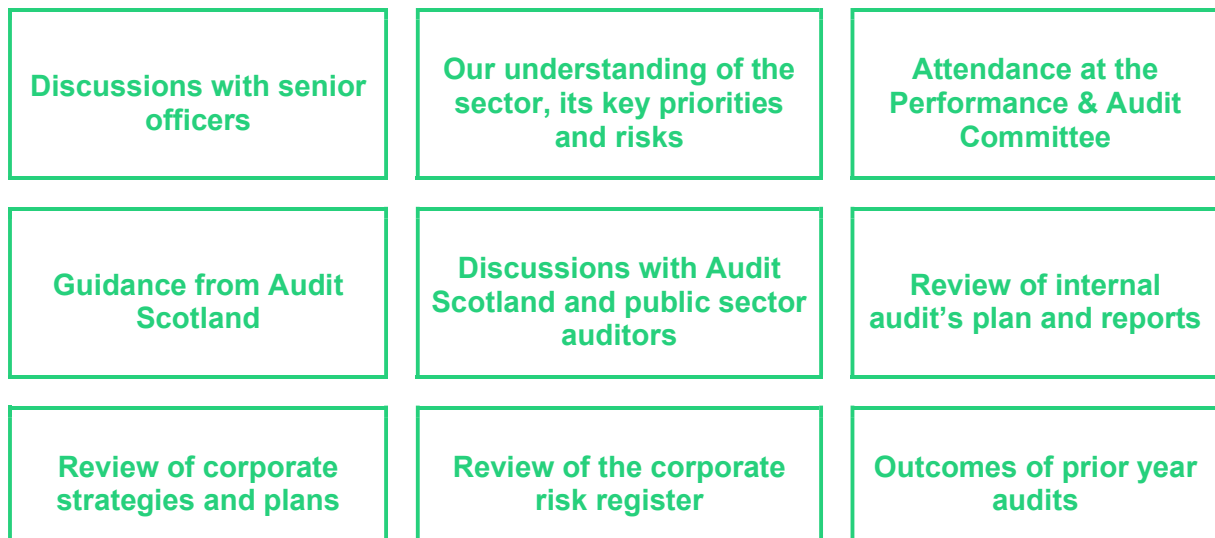 Discussions with senior
officers
Our understanding of the
sector, its key priorities
and risks
Attendance at the
Performance & Audit
Committee
Guidance from Audit
Scotland
Discussions with Audit
Scotland and public sector
auditors
Review of internal
audit’s plan and reports
Review of corporate
strategies and plans
Review of the corporate
risk register
Outcomes of prior year
audits